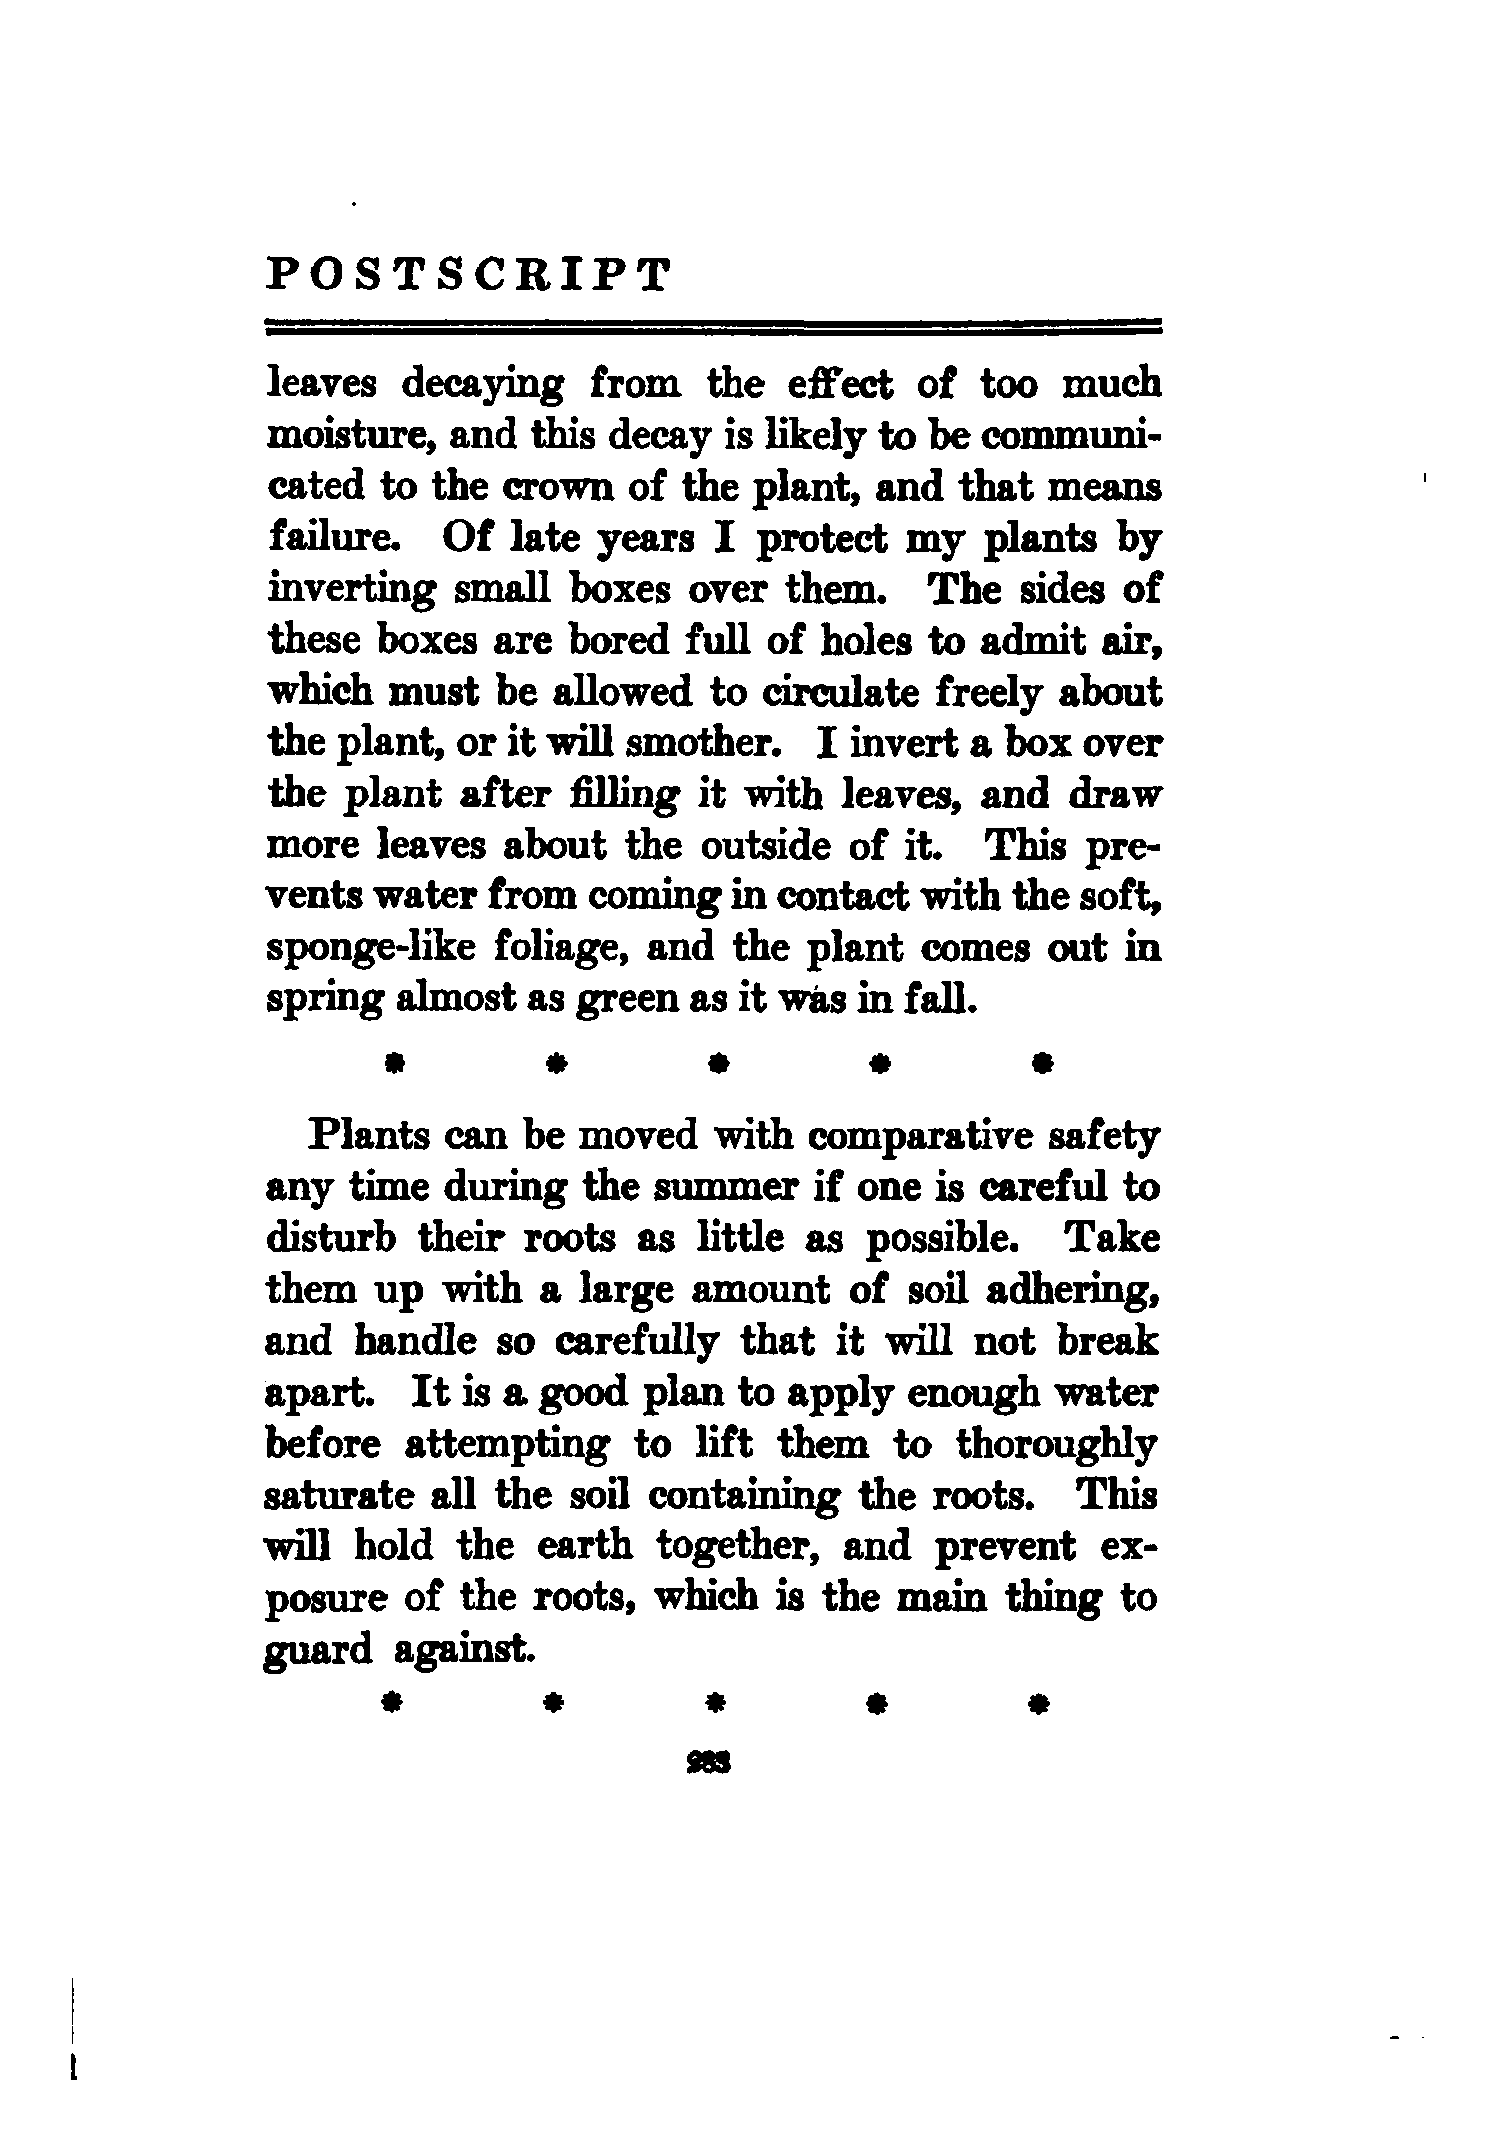 POSTSCRIPT
leaves decaying from the effect of too much
moisture, and this decay is likely to be communi-
cated to the crown of the plant, and that means
failure. Of late years I protect my plants by
inverting small boxes over them. The sides of
these boxes are bored full of holes to admit air,
which must be allowed to circulate freely about
the plant, or it will smother. I invert a box over
the plant after filling it with leaves, and draw
more leaves about the outside of it. This pre-
vents water from coming in contact with the soft,
sponge-like foliage, and the plant comes out in
spring almost as green as it was in fall.
* * * * *
Plants can be moved with comparative safety
any time during the summer if one is careful to
disturb their roots as little as possible. Take
them up with a large amount of soil adhering,
and handle so carefully that it will not break
apart. It is a good plan to apply enough water
before attempting to lift them to thoroughly
saturate all the soil containing the roots. This
will hold the earth together, and prevent ex-
posure of the roots, which is the main thing to
guard against.
* * * * *